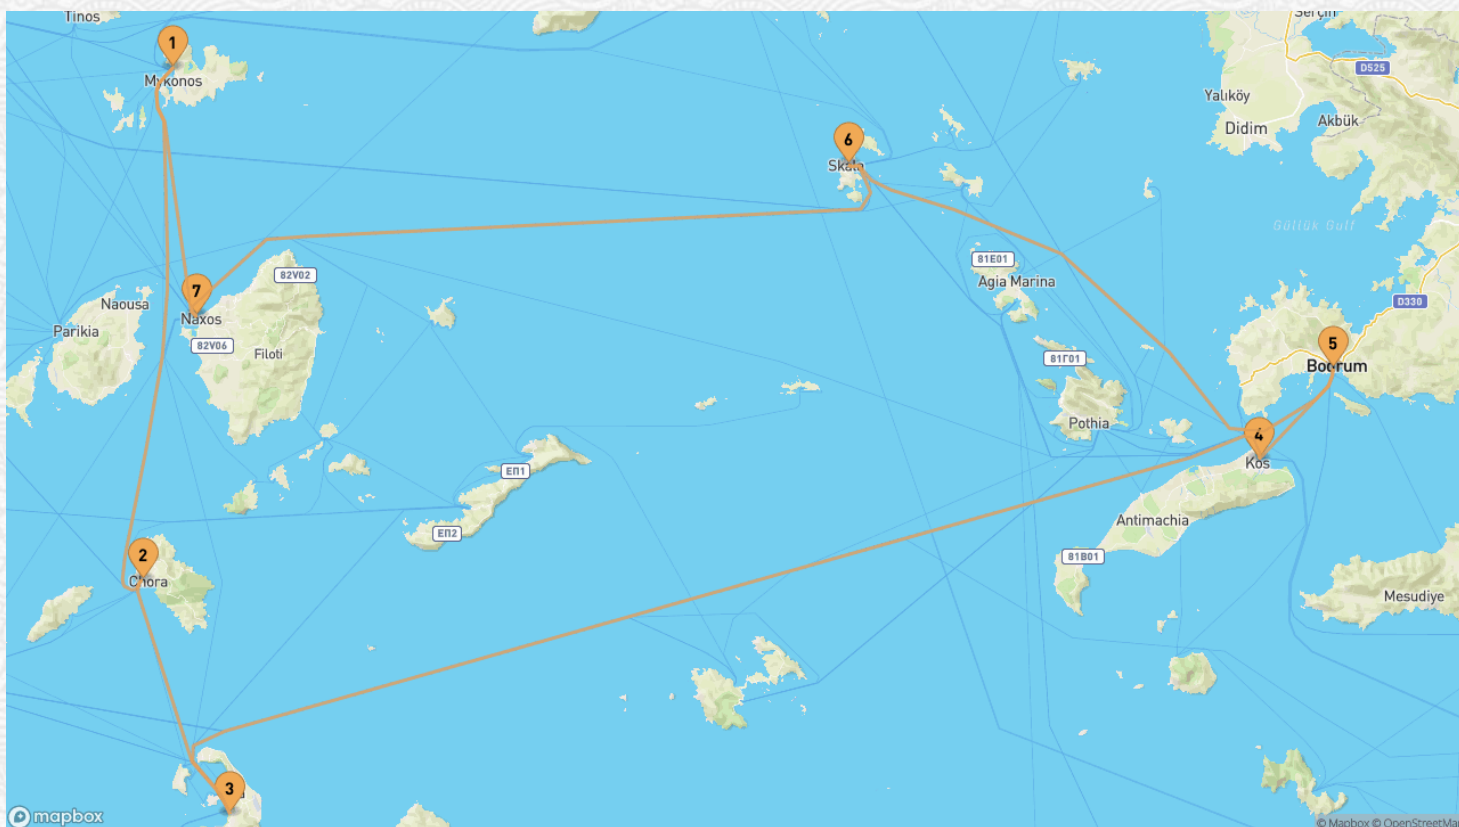 Tinos
Serçin
1
Mykonos
D525
Yalıköy
Akbük
Didim
6
Skala
Güllük Gulf
82V02
81E01
Agia Marina
7
Naousa
Naxos
Parikia
D330
82V06
Filoti
5
Bodrum
81Γ01
Pothia
4
Kos
ΕΠ1
Antimachia
ΕΠ2
2
Chora
81B01
Mesudiye
3
mapbox
© Mapbox © OpenStreetMap